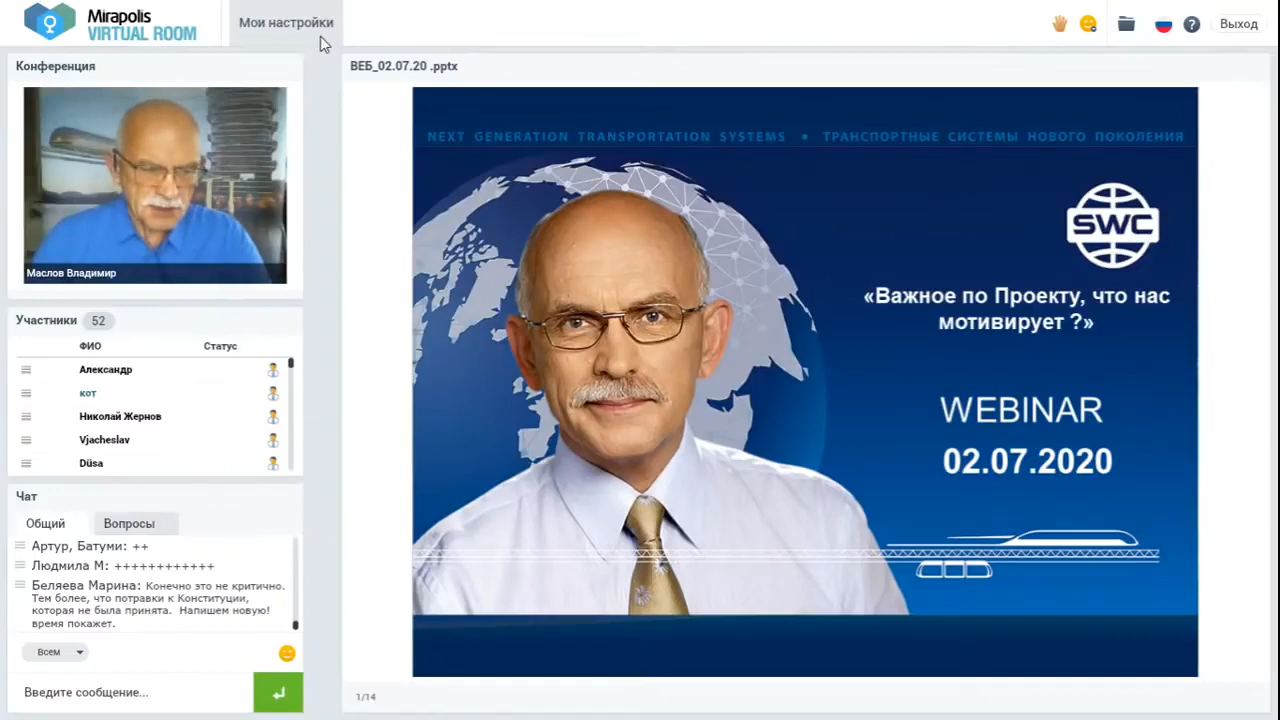 Mirapolis
VIRTUAL ROOM
Мои настройки
Выход
Конференция
Маслов Владимир
Участники 52
ФИО Статус
Александр
кот
Николай Жернов
Vjacheslav
Düsa
Чат
Общий Вопросы
Артур, Батуми: ++
Людмила М: ++++++++++++
Беляева Марина: Конечно это не критично.
Тем более, что потравки к Конституции,
которая не была принята. Напишем новую!
время покажет.
Всем
Введите сообщение...
ВЕБ_02.07.20 .pptx
NEXT GENERATION TRANSPORTATION SYSTEMS • ТРАНСПОРТНЫЕ СИСТЕМЫ НОВОГО ПОКОЛЕНИЯ
SWC
«Важное по Проекту, что нас
мотивирует ?»
WEBINAR
02.07.2020
1/14